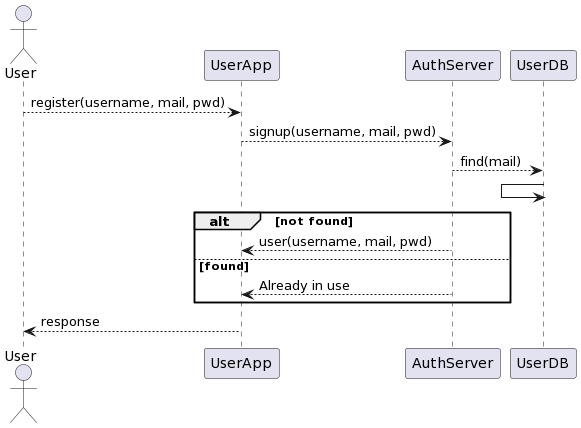 User
UserApp
AuthServer
UserDB
register(username, mail, pwd)
signup(username, mail, pwd)
find(mail)
alt
[not found]
user(username, mail, pwd)
[found]
Already in use
response
User
UserApp
AuthServer
UserDB